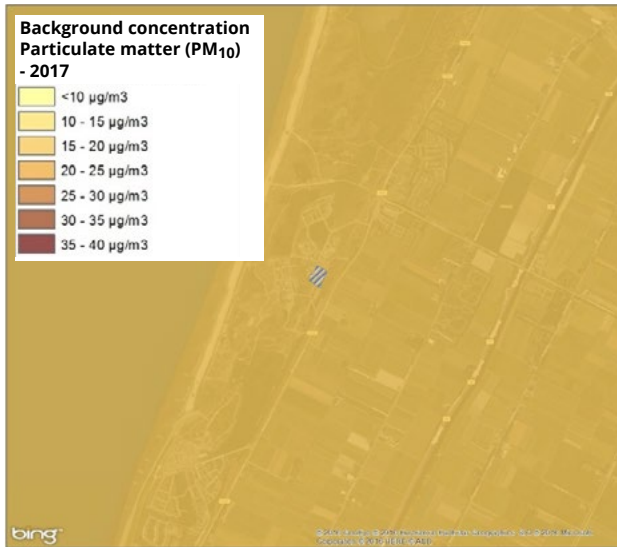 Background concentration
Particulate matter (PM₁₀)
- 2017
<10 µg/m3
10 - 15 µg/m3
15 - 20 µg/m3
20 - 25 µg/m3
25 - 30 µg/m3
30 - 35 µg/m3
35 - 40 µg/m3
bing